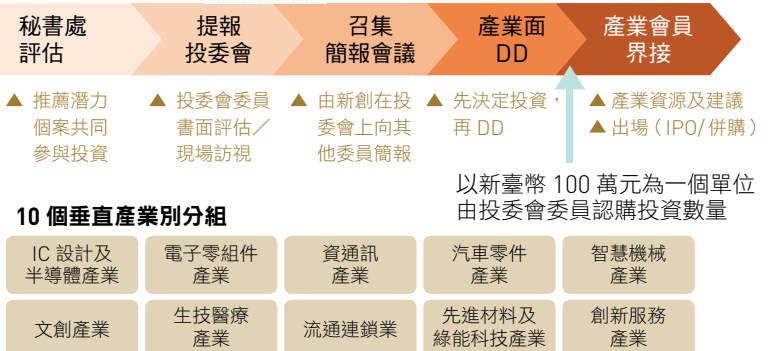 秘書處
評估
提報
投委會
召集
簡報會議
產業面
DD
產業會員
界接
▲ 推薦潛力
個案共同
參與投資
▲ 投委會委員
書面評估／
現場訪視
▲ 由新創在投
委會上向其
他委員簡報
▲ 先決定投資，
再 DD
▲ 產業資源及建議
▲ 出場（IPO/併購）
以新臺幣 100 萬元為一個單位
由投委會委員認購投資數量
10 個垂直產業別分組
IC 設計及
半導體產業
電子零組件
產業
資通訊
產業
汽車零件
產業
智慧機械
產業
文創產業
生技醫療
產業
流通連鎖業
先進材料及
綠能科技產業
創新服務
產業